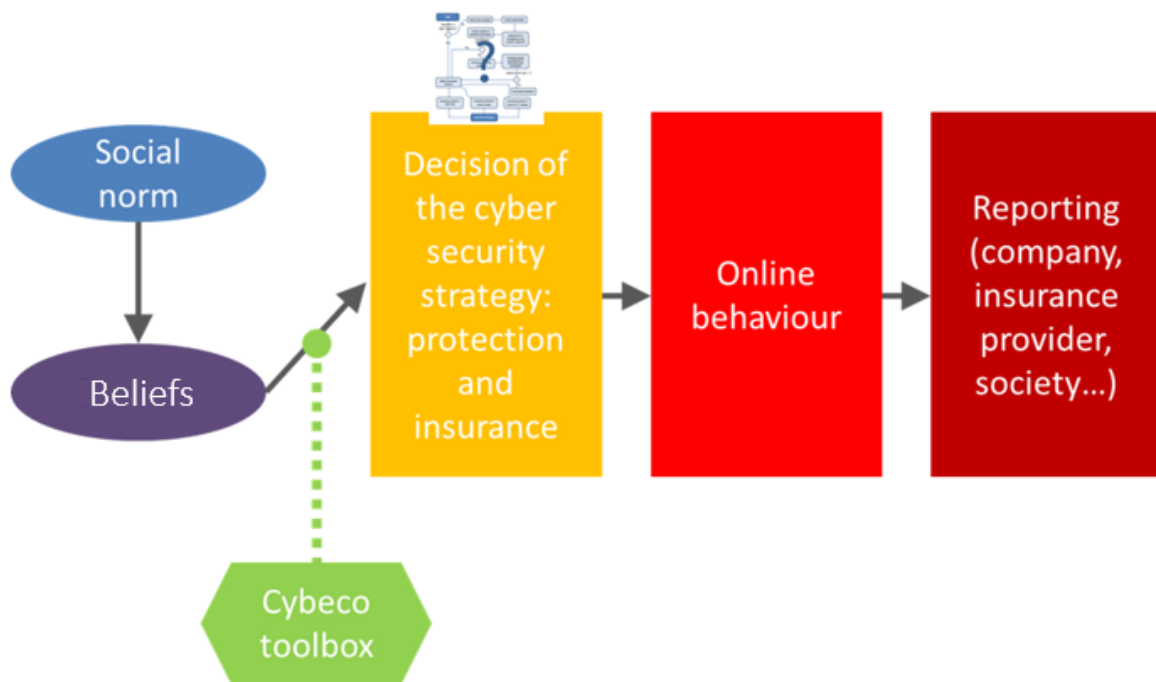 ?
Social
norm
Beliefs
Decision of
the cyber
security
strategy:
protection
and
insurance
Online
behaviour
Reporting
(company,
insurance
provider,
society...)
Cybeco
toolbox